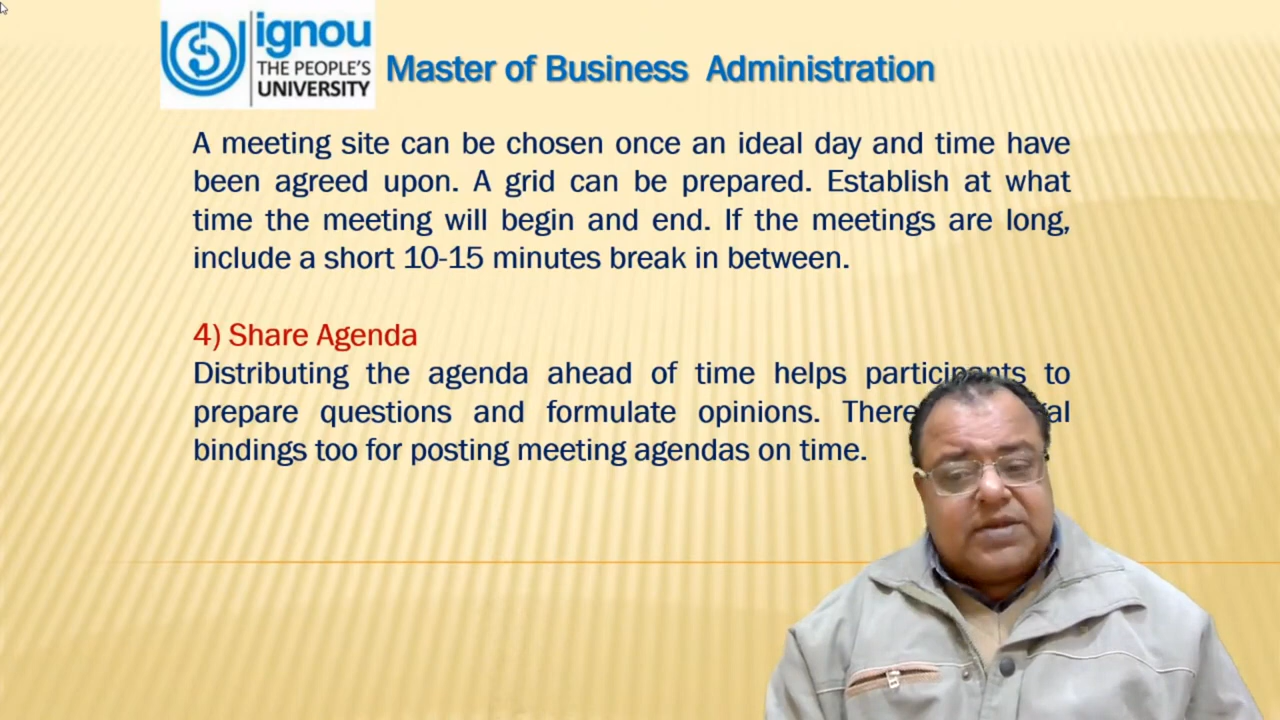 ignou
THE PEOPLE'S
UNIVERSITY
Master of Business Administration
A meeting site can be chosen once an ideal day and time have
been agreed upon. A grid can be prepared. Establish at what
time the meeting will begin and end. If the meetings are long,
include a short 10-15 minutes break in between.
4) Share Agenda
Distributing the agenda ahead of time helps participants to
prepare questions and formulate opinions.
bindings too for posting meeting agendas on time.